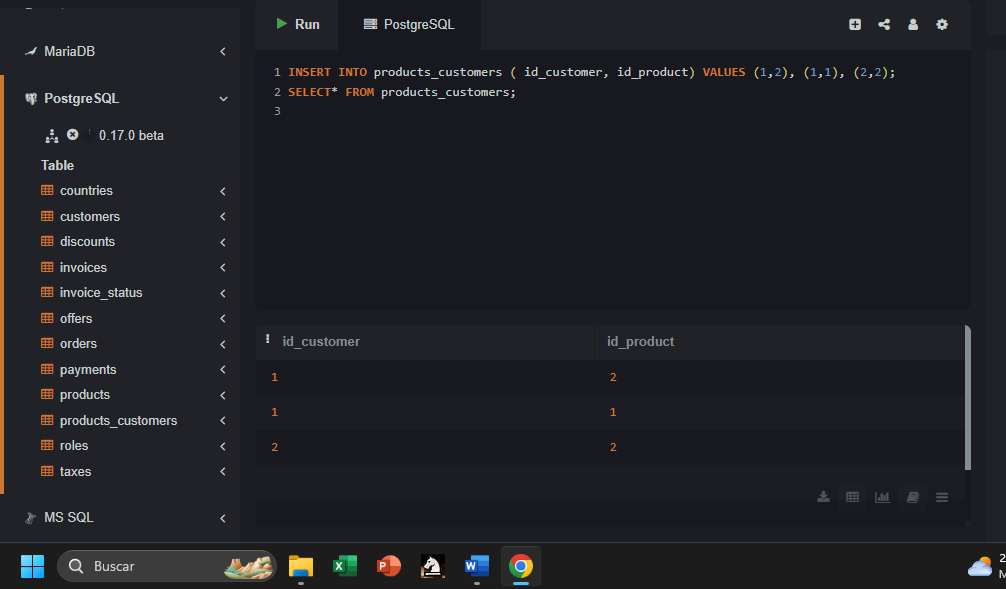 MariaDB
PostgreSQL
0.17.0 beta
Table
countries
customers
discounts
invoices
invoice_status
offers
orders
payments
products
products_customers
roles
taxes
MS SQL
Run
PostgreSQL
1 INSERT INTO products_customers ( id_customer, id_product) VALUES (1,2), (1,1), (2,2);
2 SELECT* FROM products_customers;
3
id_customer id_product
1 2
1 1
2 2
Buscar